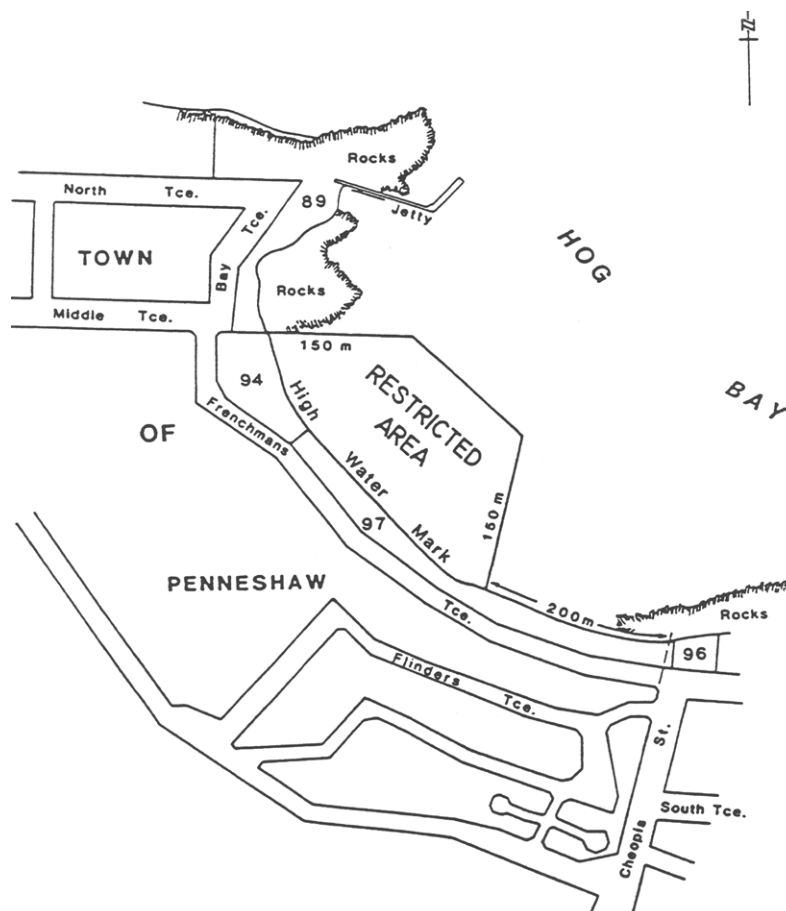 N
Rocks
North Tce.
89
Jetty
Tce.
HOG
TOWN
Bay
Rocks
Middle Tce.
150 m
94
RESTRICTED
AREA
BAY
High
Frenchmans
OF
Water
150 m
97
Mark
PENNESHAW
200m
Tce.
Rocks
96
Flinders
Tce.
St.
South Tce.
Cheopis